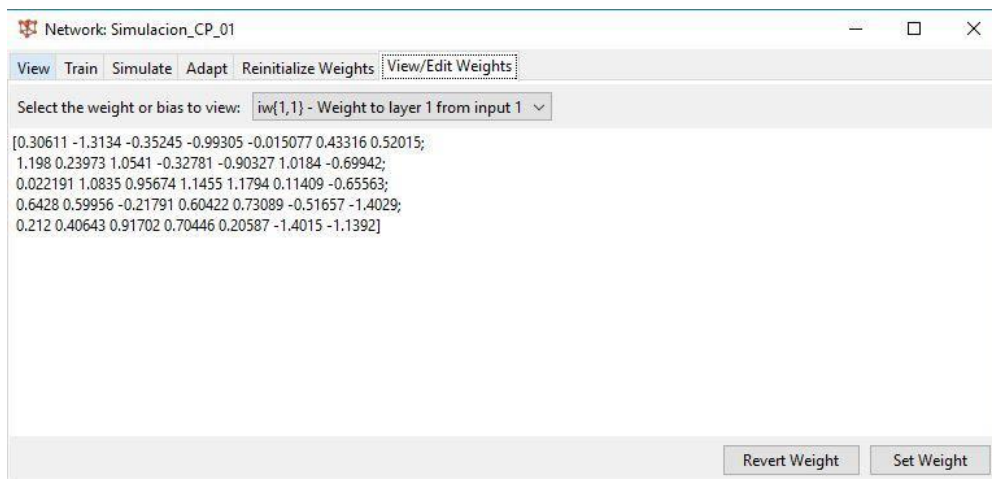 Network: Simulacion_CP_01
View Train Simulate Adapt Reinitialize Weights View/Edit Weights
Select the weight or bias to view: iw{1,1} - Weight to layer 1 from input 1
[0.30611 -1.3134 -0.35245 -0.99305 -0.015077 0.43316 0.52015;
1.198 0.23973 1.0541 -0.32781 -0.90327 1.0184 -0.69942;
0.022191 1.0835 0.95674 1.1455 1.1794 0.11409 -0.65563;
0.6428 0.59956 -0.21791 0.60422 0.73089 -0.51657 -1.4029;
0.212 0.40643 0.91702 0.70446 0.20587 -1.4015 -1.1392]
Revert Weight Set Weight